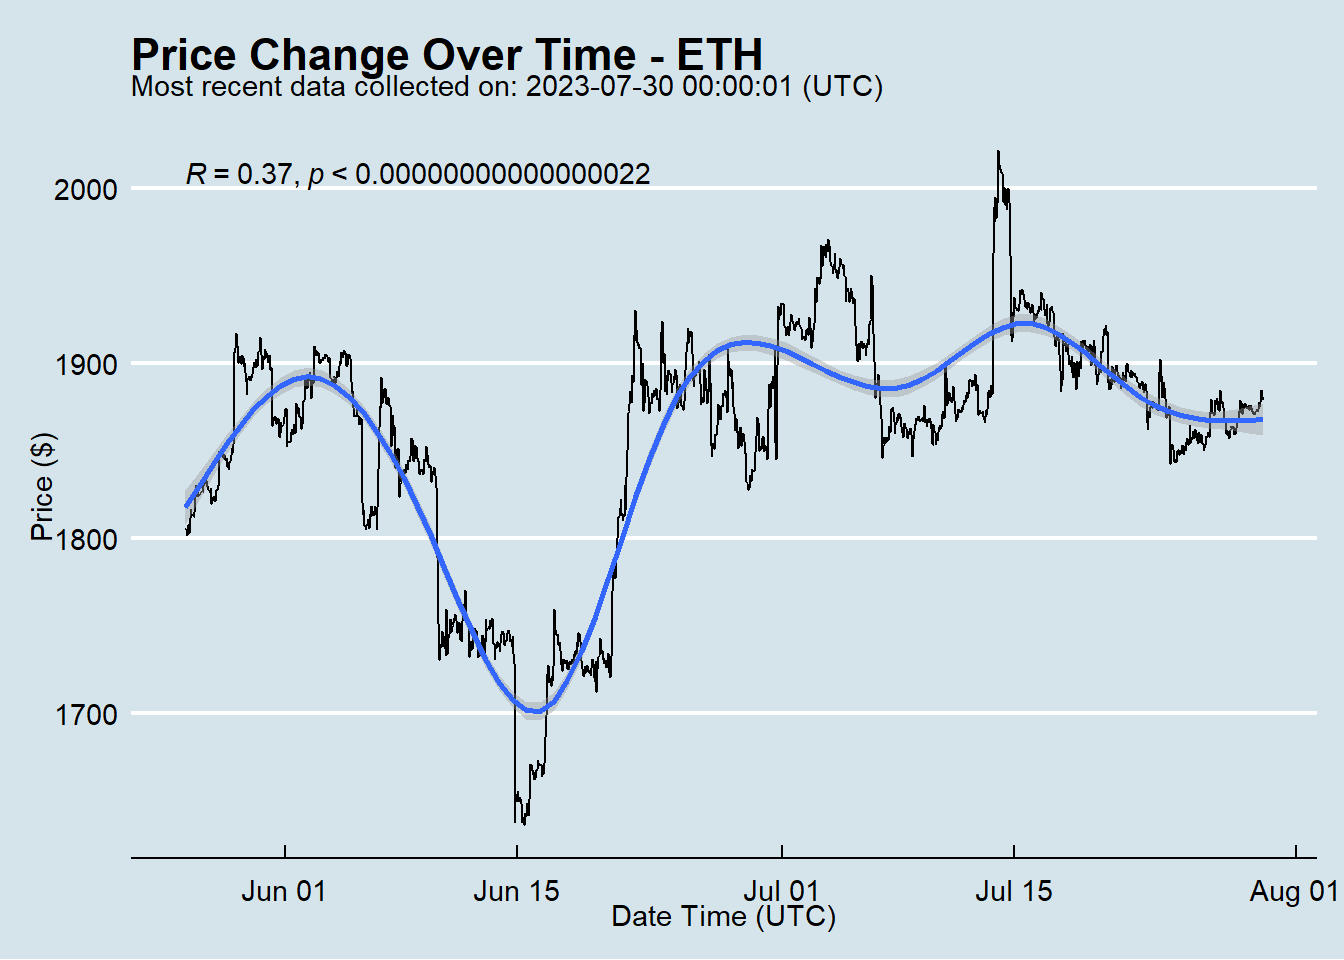 Price Change Over Time - ETH
Most recent data collected on: 2023-07-30 00:00:01 (UTC)
R = 0.37, p < 0.00000000000000022
2000
1900
1800
1700
Price ($)
Jun 01 Jun 15 Jul 01 Jul 15 Aug 01
Date Time (UTC)